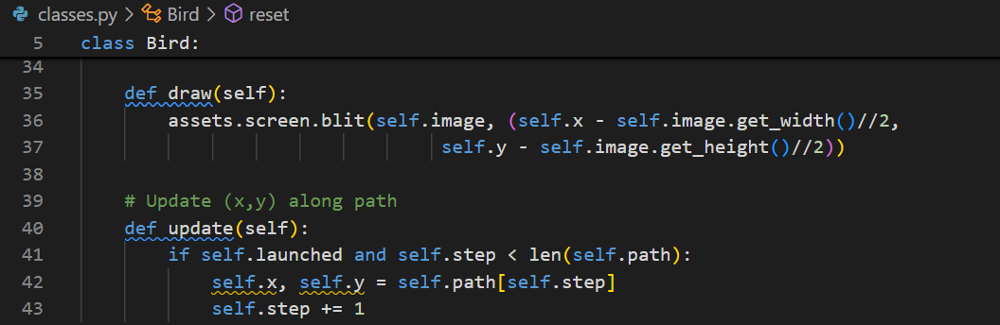 classes.py > Bird > reset
5 class Bird:
34
35 def draw(self):
36 assets.screen.blit(self.image, (self.x - self.image.get_width()//2,
37 self.y - self.image.get_height()//2))
38
39 # Update (x,y) along path
40 def update(self):
41 if self.launched and self.step < len(self.path):
42 self.x, self.y = self.path[self.step]
43 self.step += 1